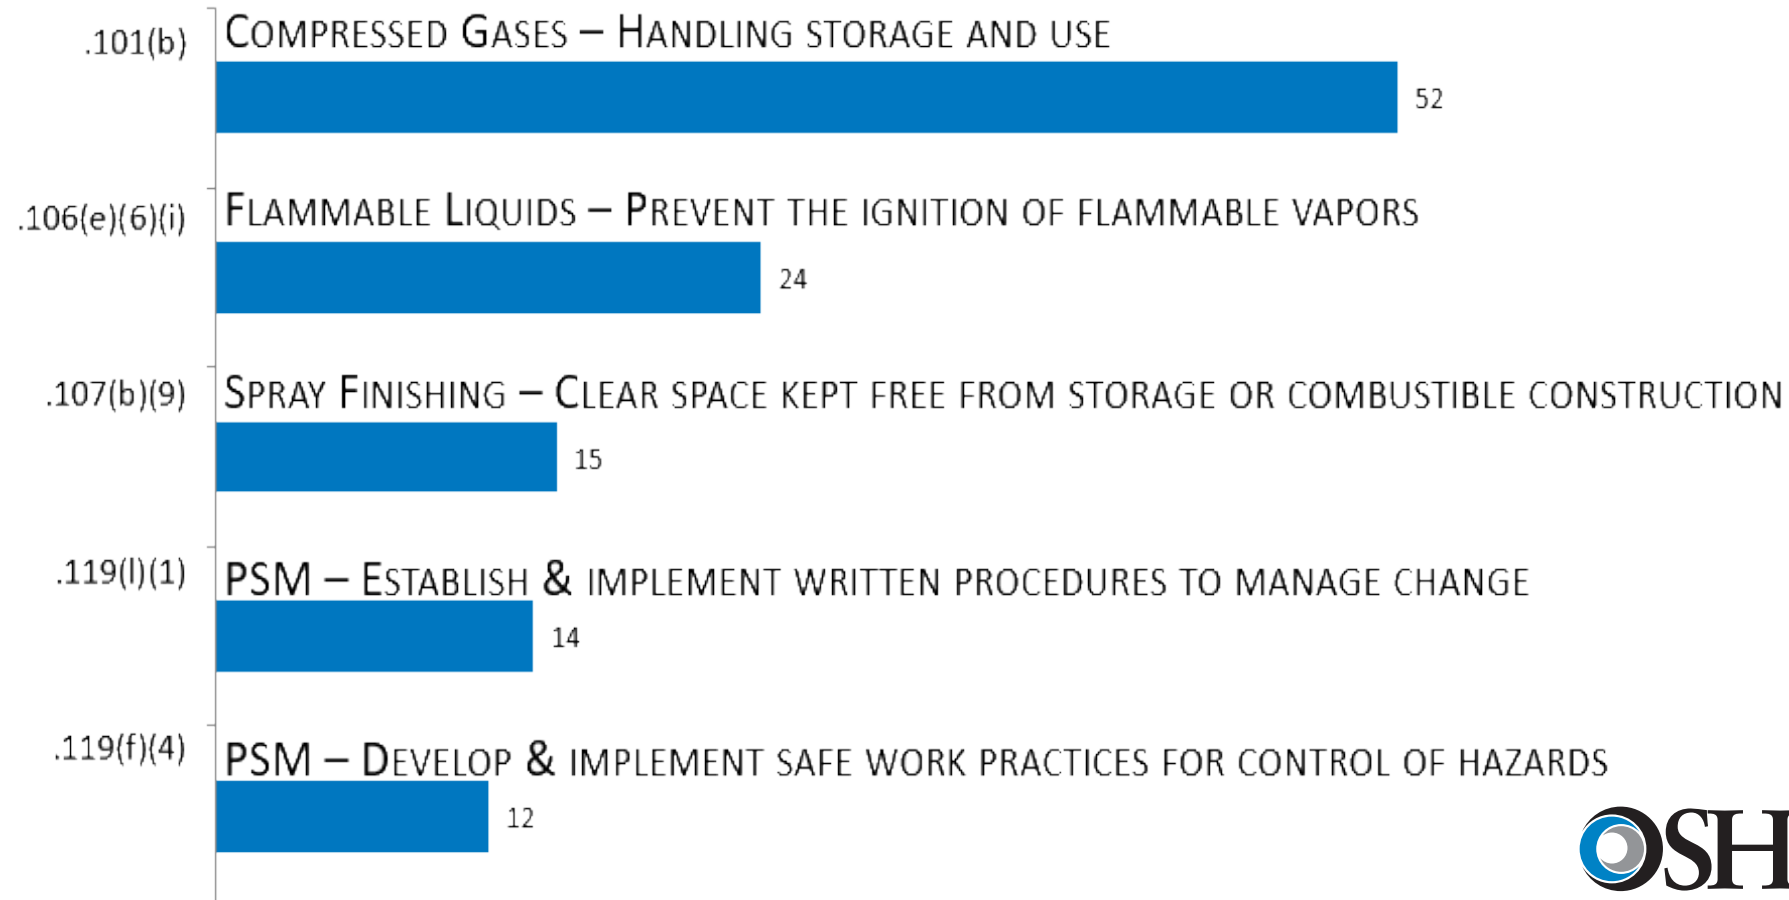 .101(b)
COMPRESSED GASES – HANDLING STORAGE AND USE
52
.106(e)(6)(i)
FLAMMABLE LIQUIDS – PREVENT THE IGNITION OF FLAMMABLE VAPORS
24
.107(b)(9)
SPRAY FINISHING – CLEAR SPACE KEPT FREE FROM STORAGE OR COMBUSTIBLE CONSTRUCTION
15
.119(l)(1)
PSM – ESTABLISH & IMPLEMENT WRITTEN PROCEDURES TO MANAGE CHANGE
14
.119(f)(4)
PSM – DEVELOP & IMPLEMENT SAFE WORK PRACTICES FOR CONTROL OF HAZARDS
12
OSH